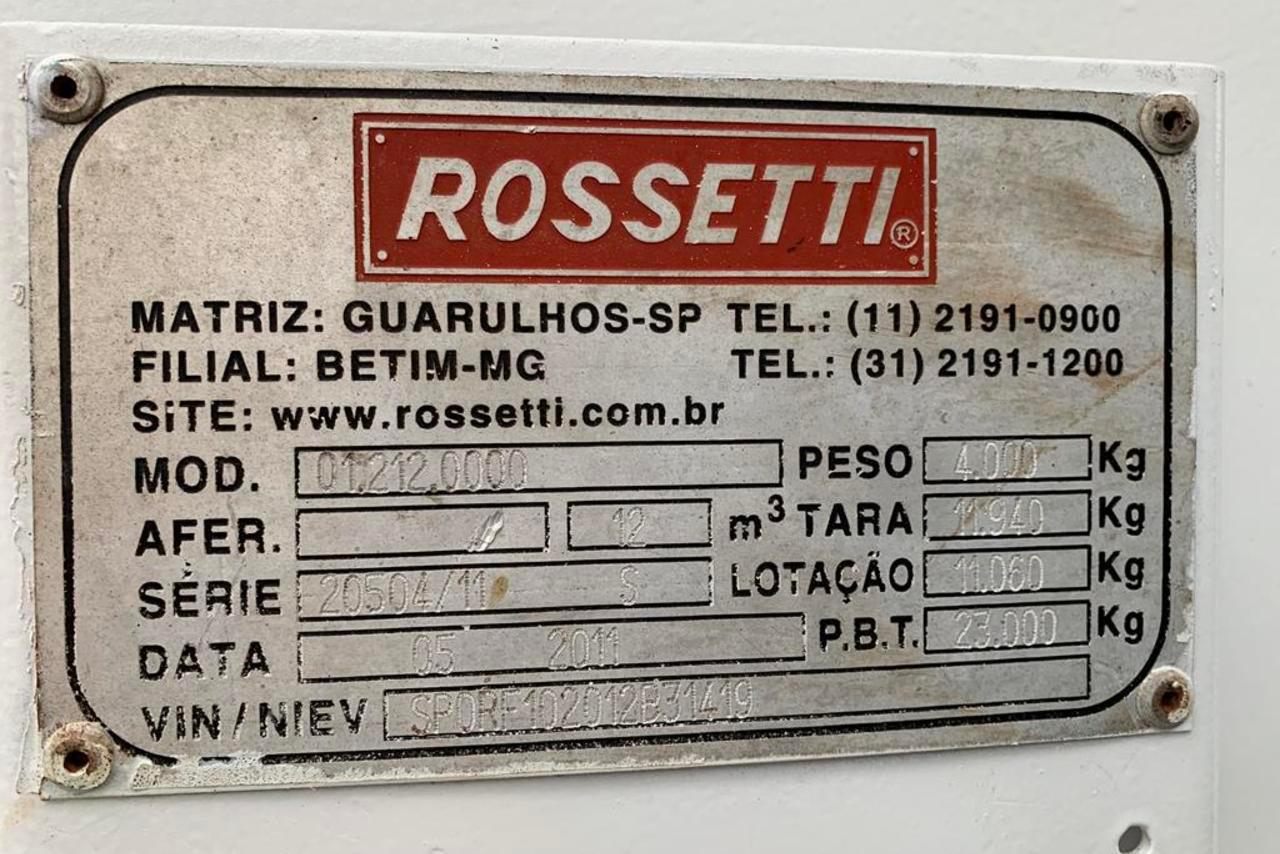 ROSSETTI®
MATRIZ: GUARULHOS-SP TEL.: (11) 2191-0900
FILIAL: BETIM-MG TEL.: (31) 2191-1200
SiTE: www.rossetti.com.br
MOD. 01.212.0000 PESO 4.000 Kg
AFER. 12 m³ TARA 11.940 Kg
SÉRIE 20504/11 S LOTAÇÃO 11.060 Kg
DATA 05 2011 P.B.T. 23.000 Kg
VIN/NIEV SPORF102012B31419